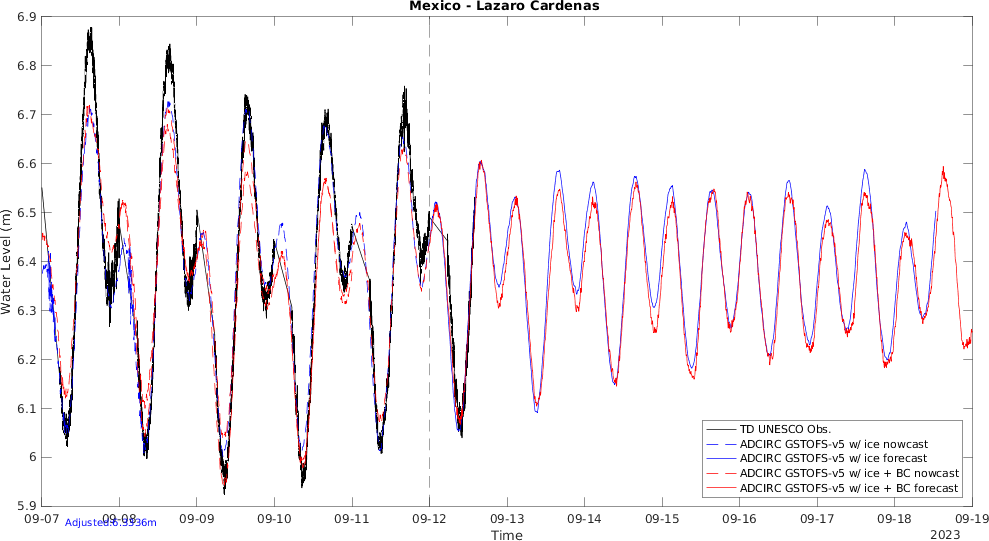 Mexico - Lazaro Cardenas
6.9
6.8
6.7
6.6
6.5
6.4
6.3
6.2
6.1
6
5.9
Water Level (m)
TD UNESCO Obs.
ADCIRC GSTOFS-v5 w/ ice nowcast
ADCIRC GSTOFS-v5 w/ ice forecast
ADCIRC GSTOFS-v5 w/ ice + BC nowcast
ADCIRC GSTOFS-v5 w/ ice + BC forecast
09-07 09-08 09-09 09-10 09-11 09-12 09-13 09-14 09-15 09-16 09-17 09-18 09-19
Adjusted:6.3336m
Time
2023